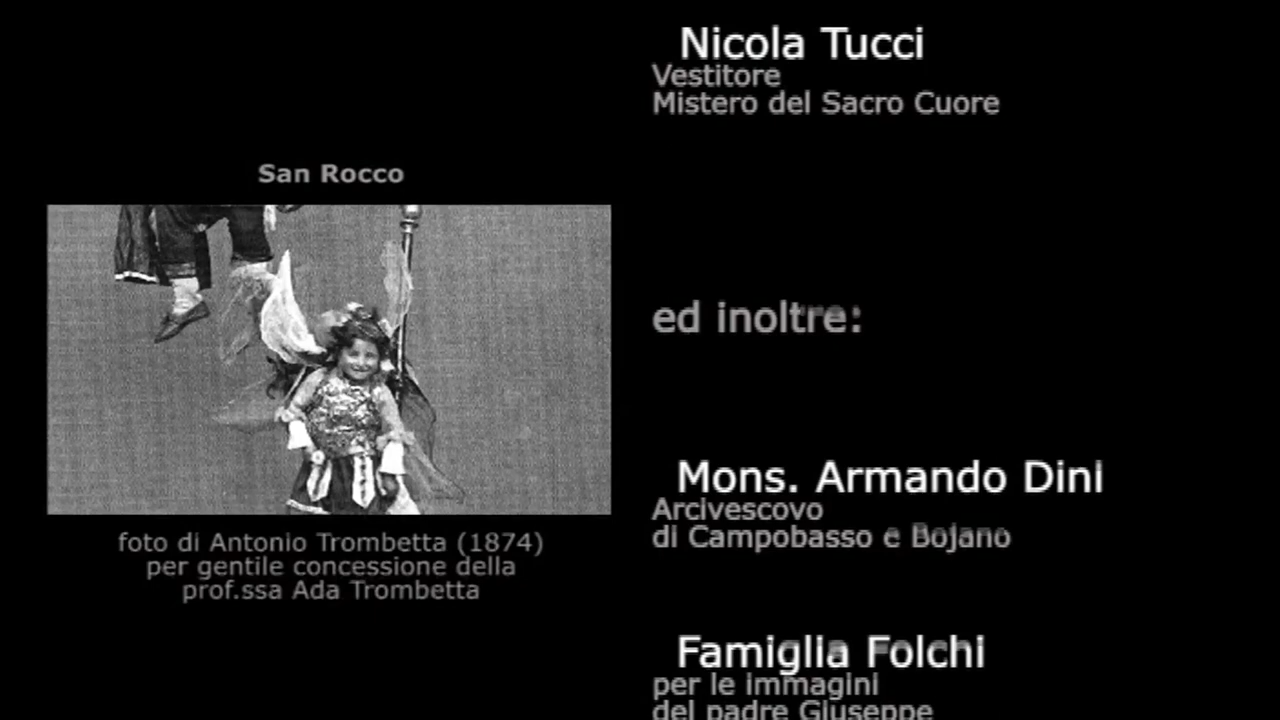 San Rocco
foto di Antonio Trombetta (1874)
per gentile concessione della
prof.ssa Ada Trombetta
Nicola Tucci
Vestitore
Mistero del Sacro Cuore
ed inoltre:
Mons. Armando Dini
Arcivescovo
di Campobasso e Bojano
Famiglia Folchi
per le immagini
del padre Giuseppe